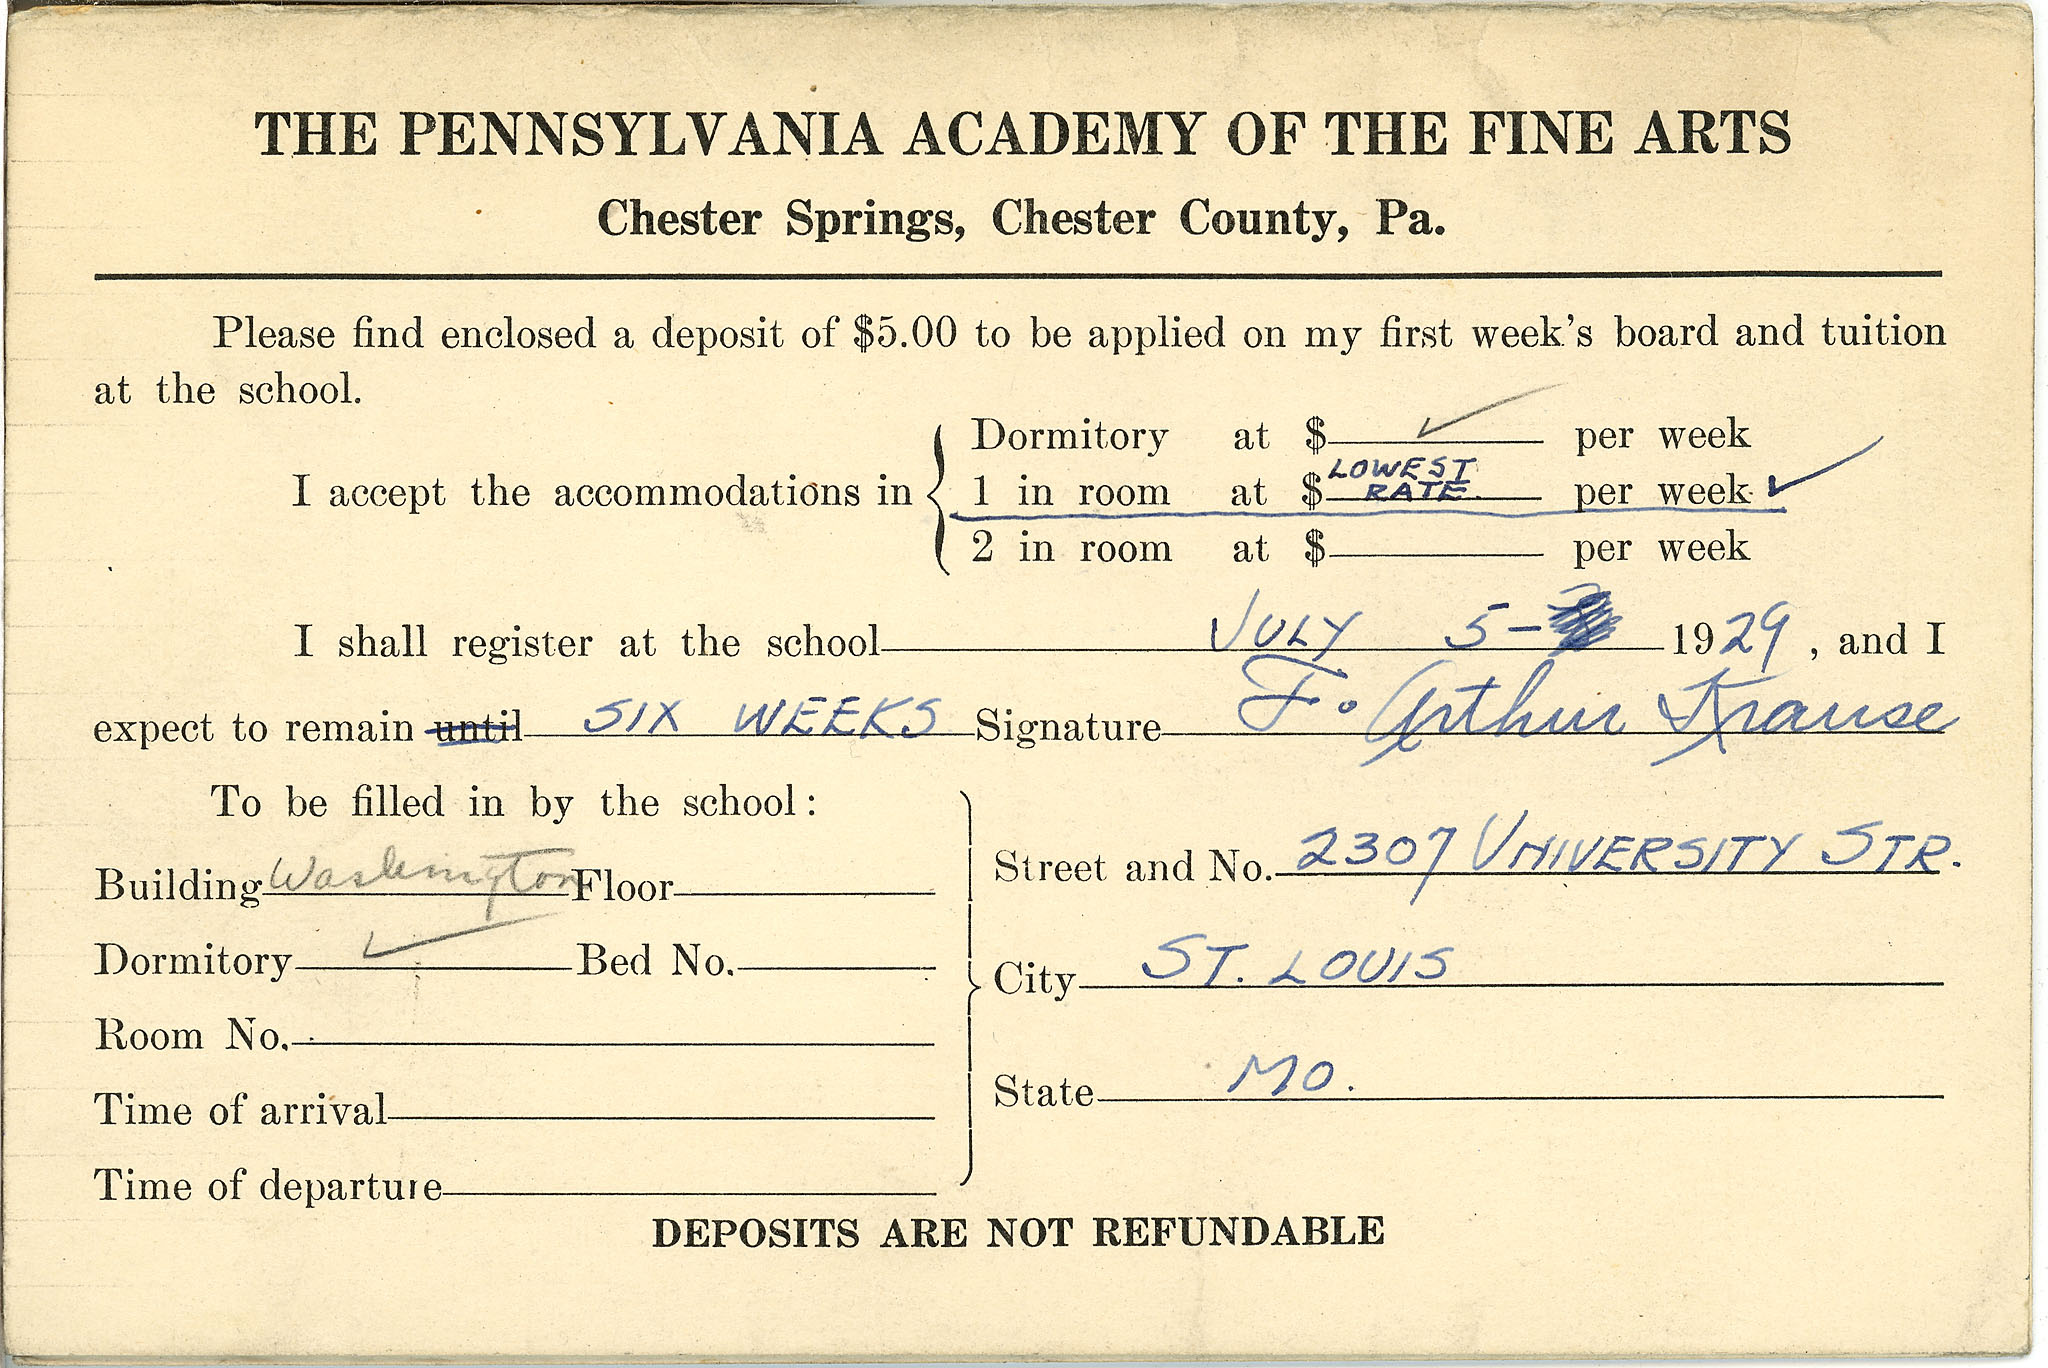 THE PENNSYLVANIA ACADEMY OF THE FINE ARTS
Chester Springs, Chester County, Pa.
Please find enclosed a deposit of $5.00 to be applied on my first week's board and tuition
at the school.
Dormitory at $ ✓ per week
I accept the accommodations in { 1 in room at $ LOWEST RATE. per week ✓
2 in room at $ per week
I shall register at the school JULY 5- 1929, and I
expect to remain until SIX WEEKS Signature F. Arthur Krause
To be filled in by the school:
Building Washington Floor
Dormitory ✓ Bed No.
Room No.
Time of arrival
Time of departure
Street and No. 2307 UNIVERSITY STR.
City ST. LOUIS
State MO.
DEPOSITS ARE NOT REFUNDABLE